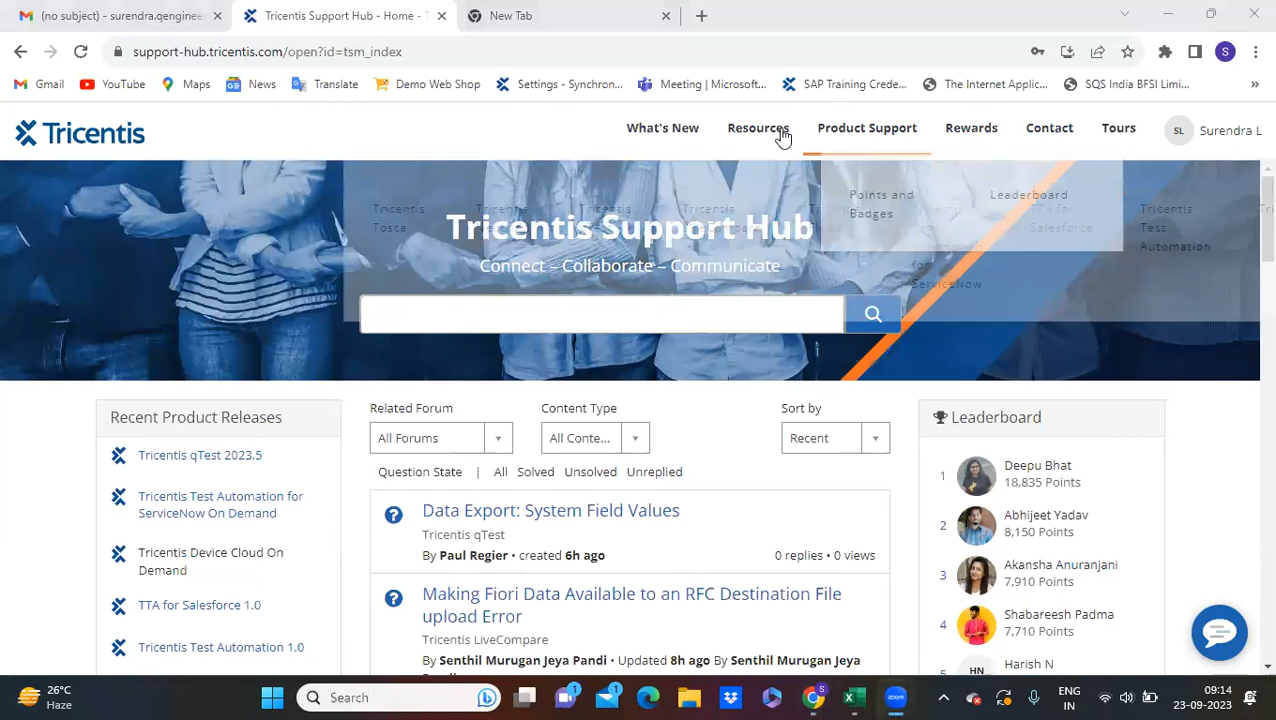 (no subject) - surendra.qenginee
Tricentis Support Hub - Home - T
New Tab
support-hub.tricentis.com/open?id=tsm_index
S
Gmail
YouTube
Maps
News
Translate
Demo Web Shop
Settings - Synchron...
Meeting | Microsoft...
SAP Training Crede...
The Internet Applic...
SQS India BFSI Limi...
»
Tricentis
What's New
Resources
Product Support
Rewards
Contact
Tours
SL
Surendra L
Points and
Badges
Leaderboard
Tricentis
Tosca
Tricentis
Test
Automation
for
ServiceNow
TTA for
Salesforce
Tricentis Support Hub
Connect – Collaborate – Communicate
Recent Product Releases
Tricentis qTest 2023.5
Tricentis Test Automation for
ServiceNow On Demand
Tricentis Device Cloud On
Demand
TTA for Salesforce 1.0
Tricentis Test Automation 1.0
Related Forum
Content Type
Sort by
All Forums
All Conte...
Recent
Question State | All Solved Unsolved Unreplied
Data Export: System Field Values
Tricentis qTest
By Paul Regier • created 6h ago
0 replies • 0 views
Making Fiori Data Available to an RFC Destination File
upload Error
Tricentis LiveCompare
By Senthil Murugan Jeya Pandi • Updated 8h ago By Senthil Murugan Jeya
Leaderboard
1
Deepu Bhat
18,835 Points
2
Abhijeet Yadav
8,150 Points
3
Akansha Anuranjani
7,910 Points
4
Shabareesh Padma
7,710 Points
HN
Harish N
26°C
Haze
Search
ENG
IN
09:14
23-09-2023